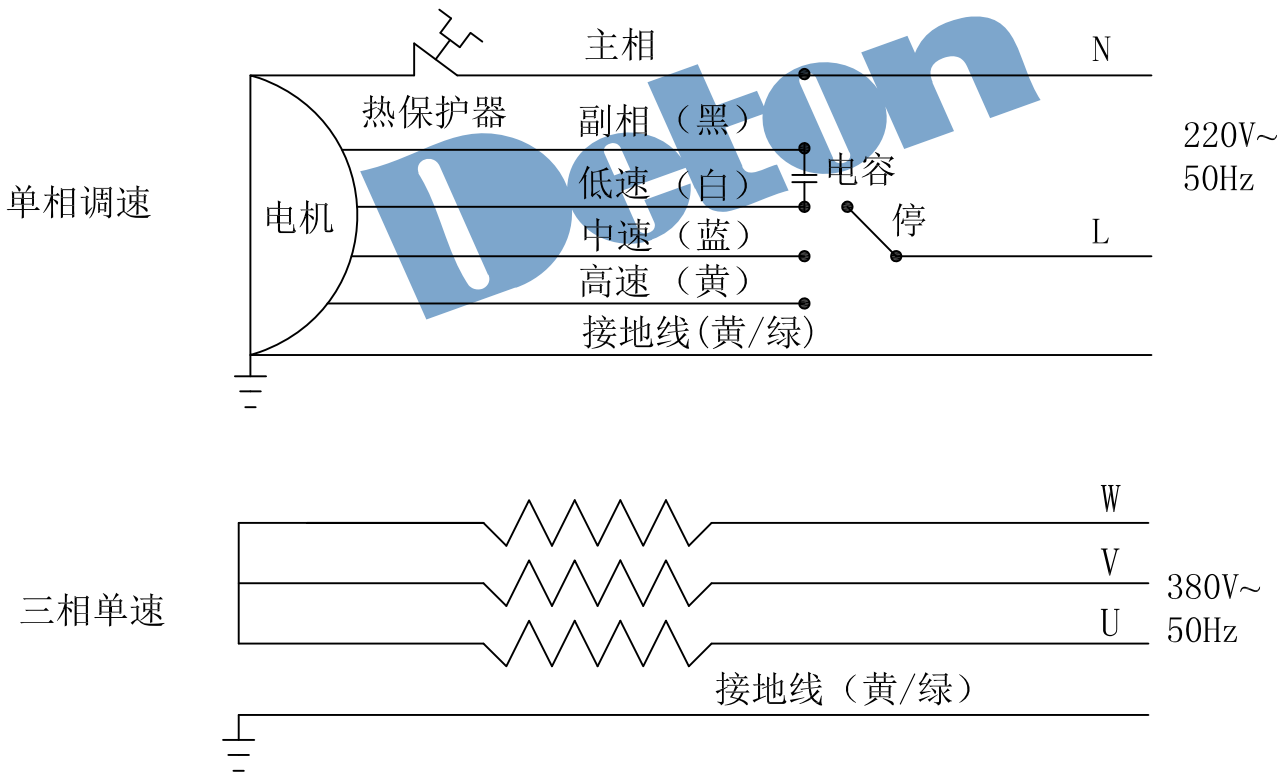 主相
N
热保护器
副相（黑）
220V~
50Hz
低速（白）
电容
单相调速
电机
中速（蓝）
停
L
高速（黄）
接地线(黄/绿)
Deton
W
V
三相单速
380V~
50Hz
U
接地线（黄/绿）